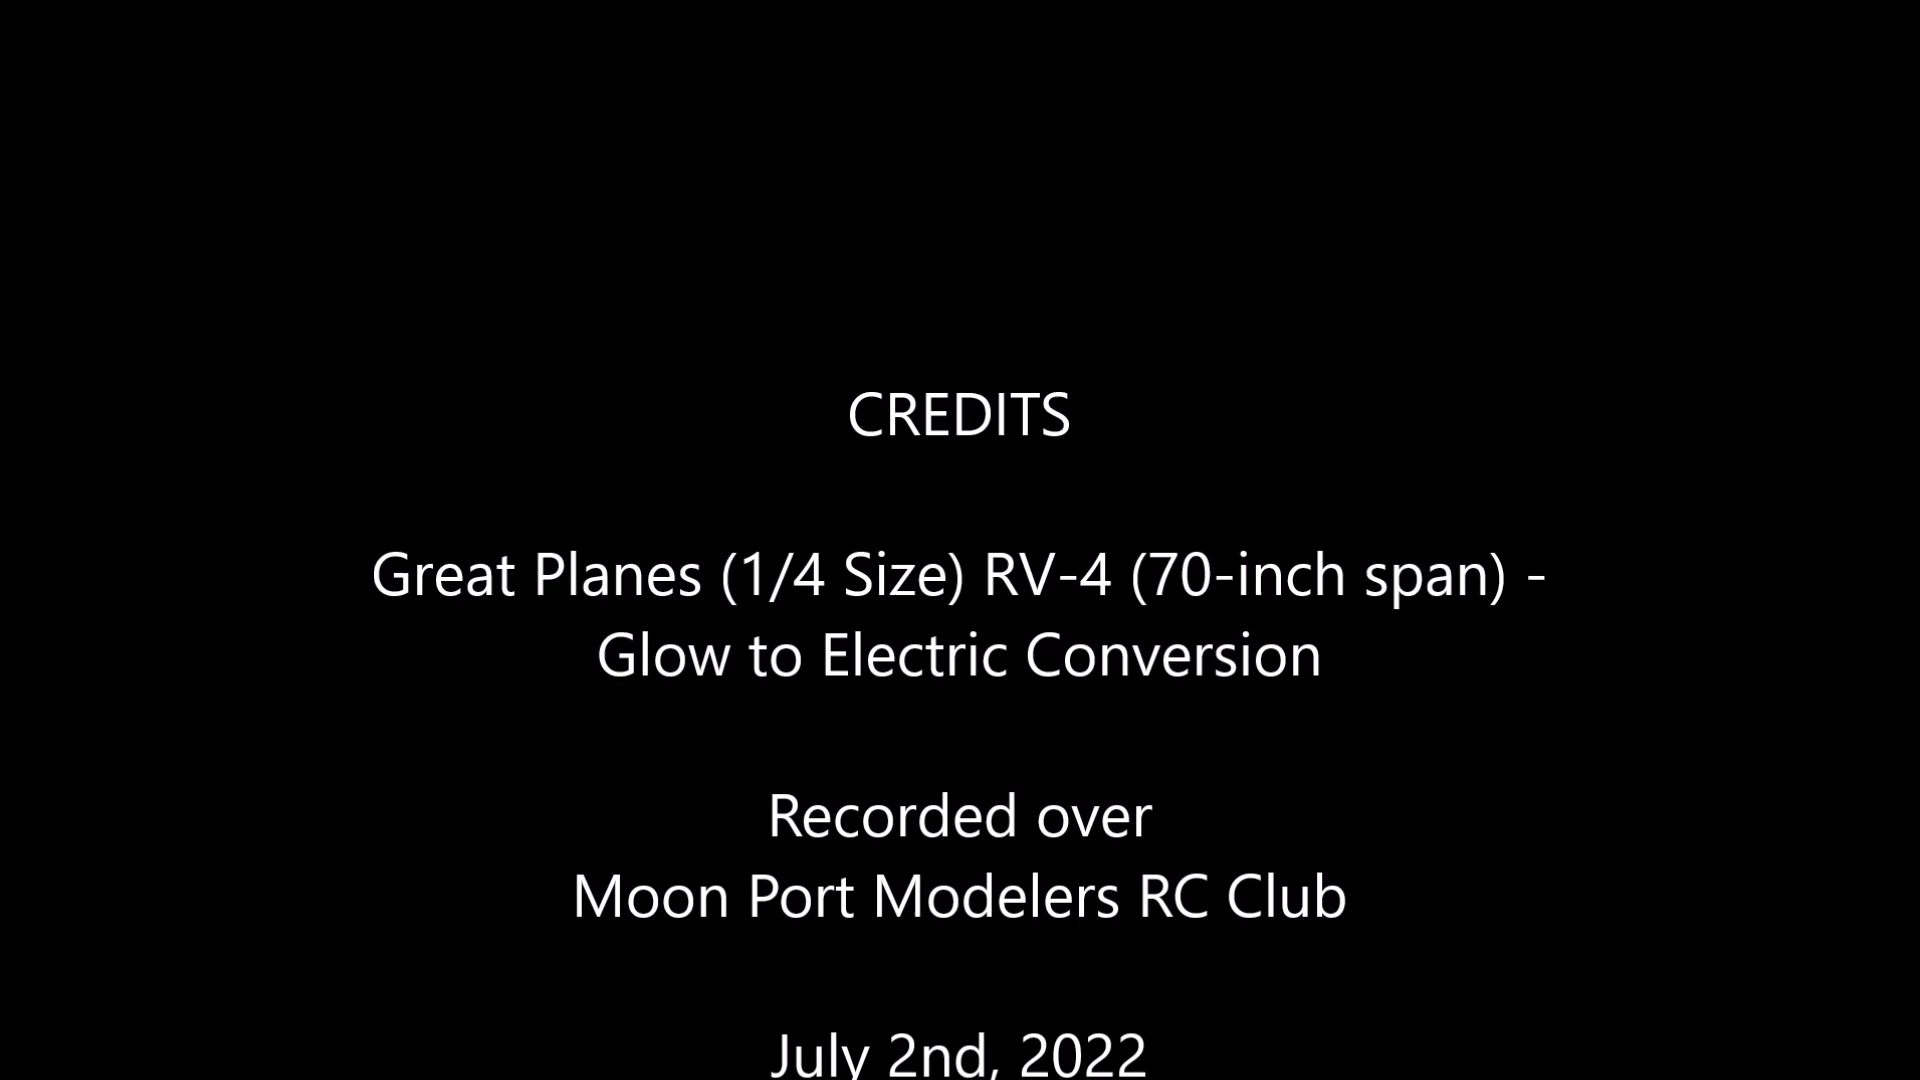 CREDITS
Great Planes (1/4 Size) RV-4 (70-inch span) -
Glow to Electric Conversion
Recorded over
Moon Port Modelers RC Club
July 2nd, 2022